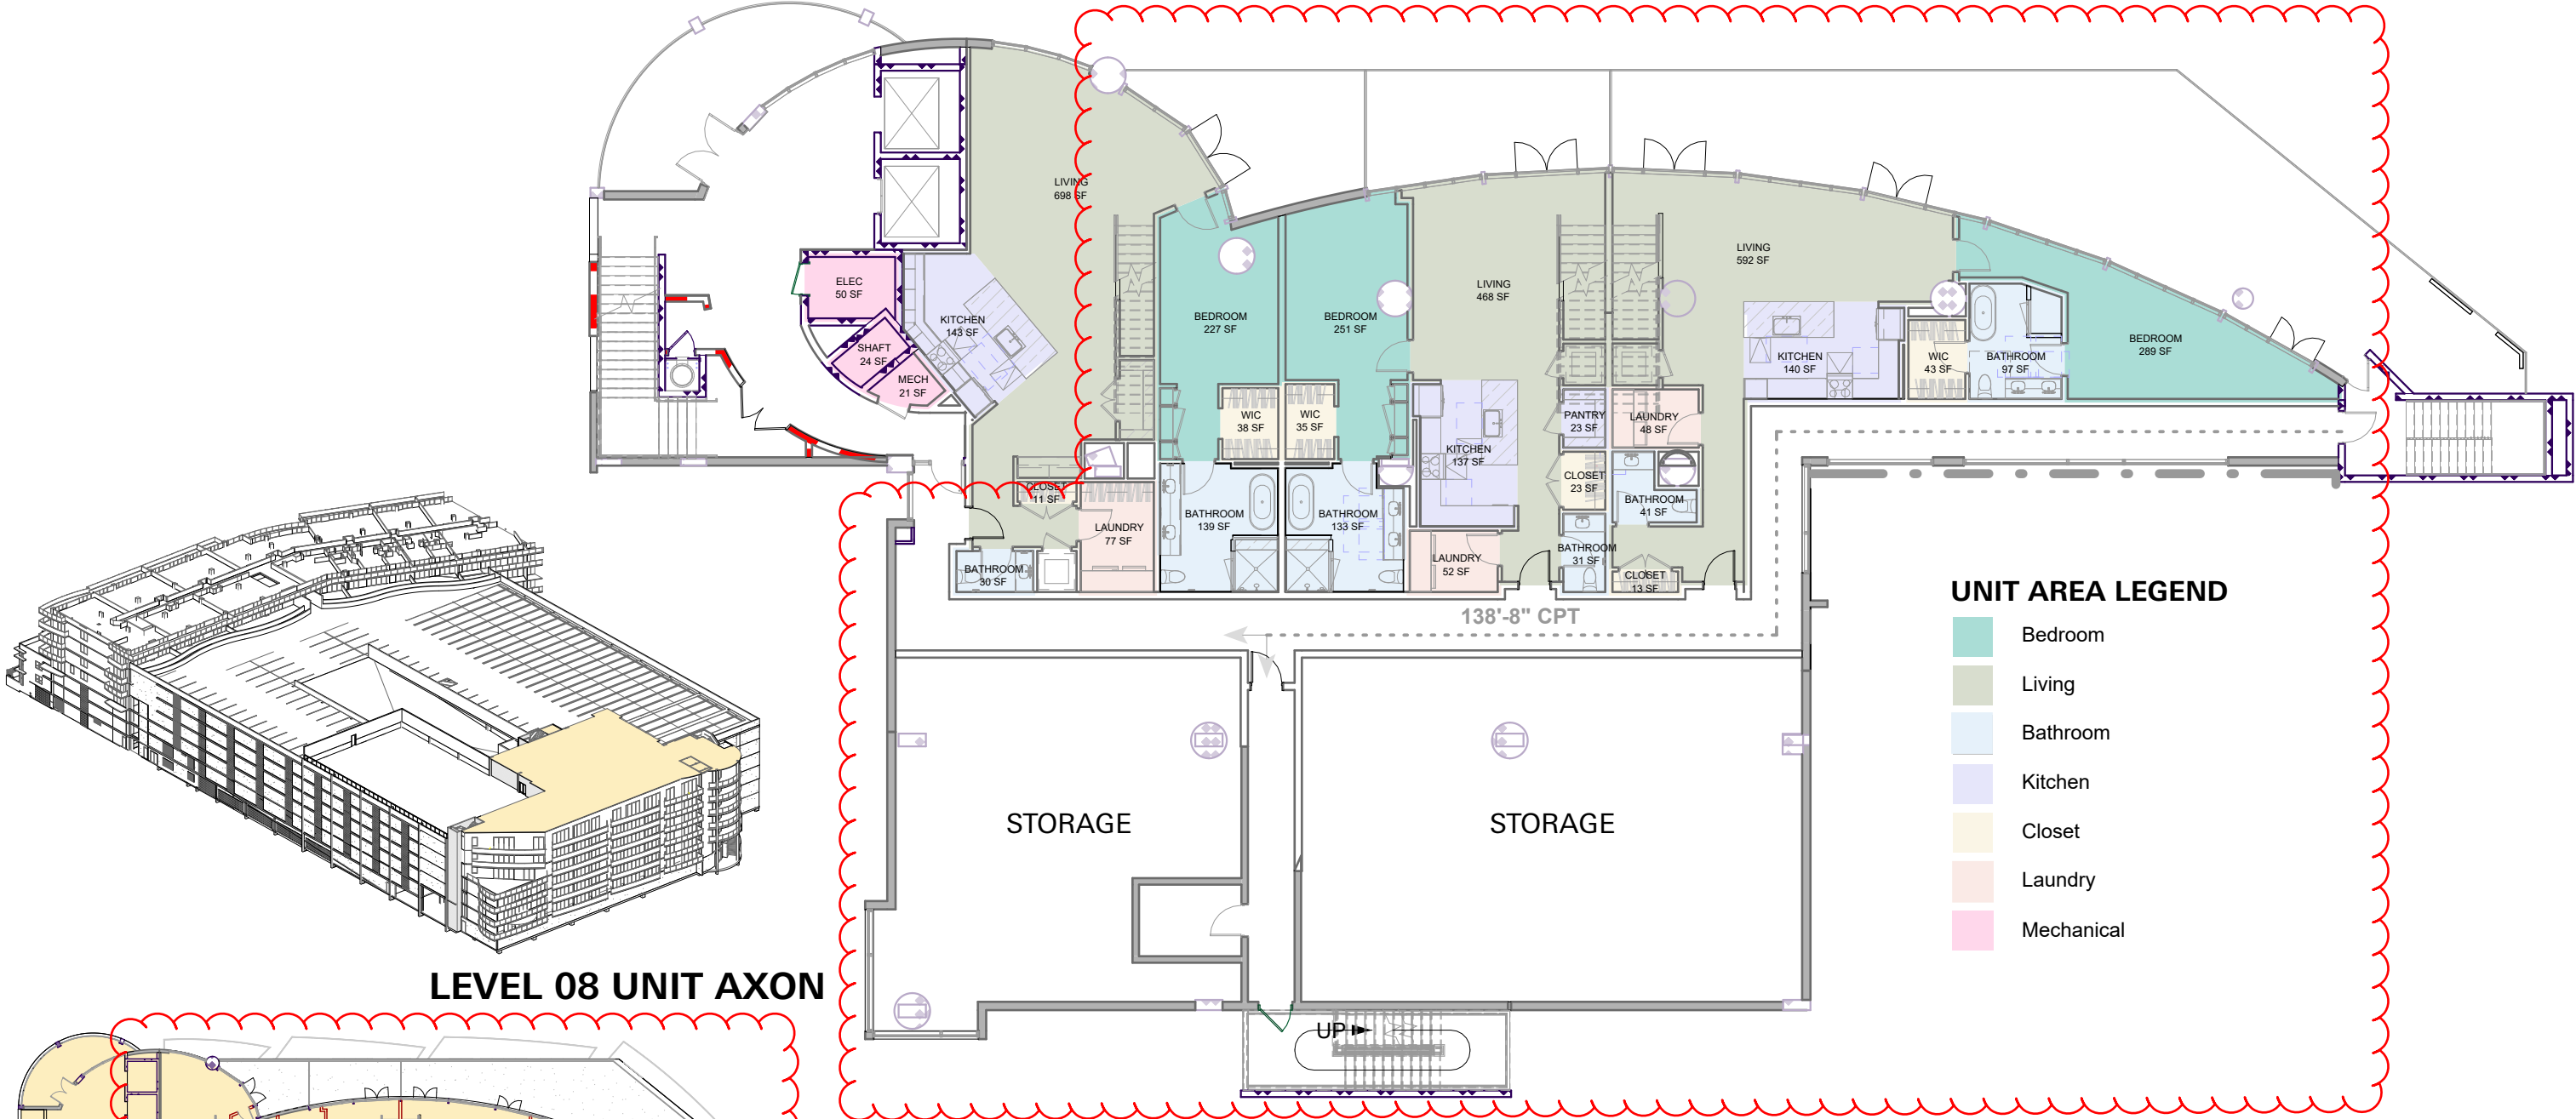 LIVING
698 SF
ELEC
50 SF
SHAFT
24 SF
MECH
21 SF
KITCHEN
143 SF
BEDROOM
227 SF
BEDROOM
251 SF
LIVING
468 SF
LIVING
592 SF
BEDROOM
289 SF
KITCHEN
140 SF
WIC
43 SF
BATHROOM
97 SF
WIC
38 SF
WIC
35 SF
KITCHEN
137 SF
PANTRY
23 SF
LAUNDRY
48 SF
CLOSET
11 SF
LAUNDRY
77 SF
BATHROOM
139 SF
BATHROOM
133 SF
CLOSET
23 SF
BATHROOM
41 SF
BATHROOM
30 SF
LAUNDRY
52 SF
BATHROOM
31 SF
CLOSET
13 SF
138'-8" CPT
STORAGE
STORAGE
UP
UNIT AREA LEGEND
Bedroom
Living
Bathroom
Kitchen
Closet
Laundry
Mechanical
LEVEL 08 UNIT AXON